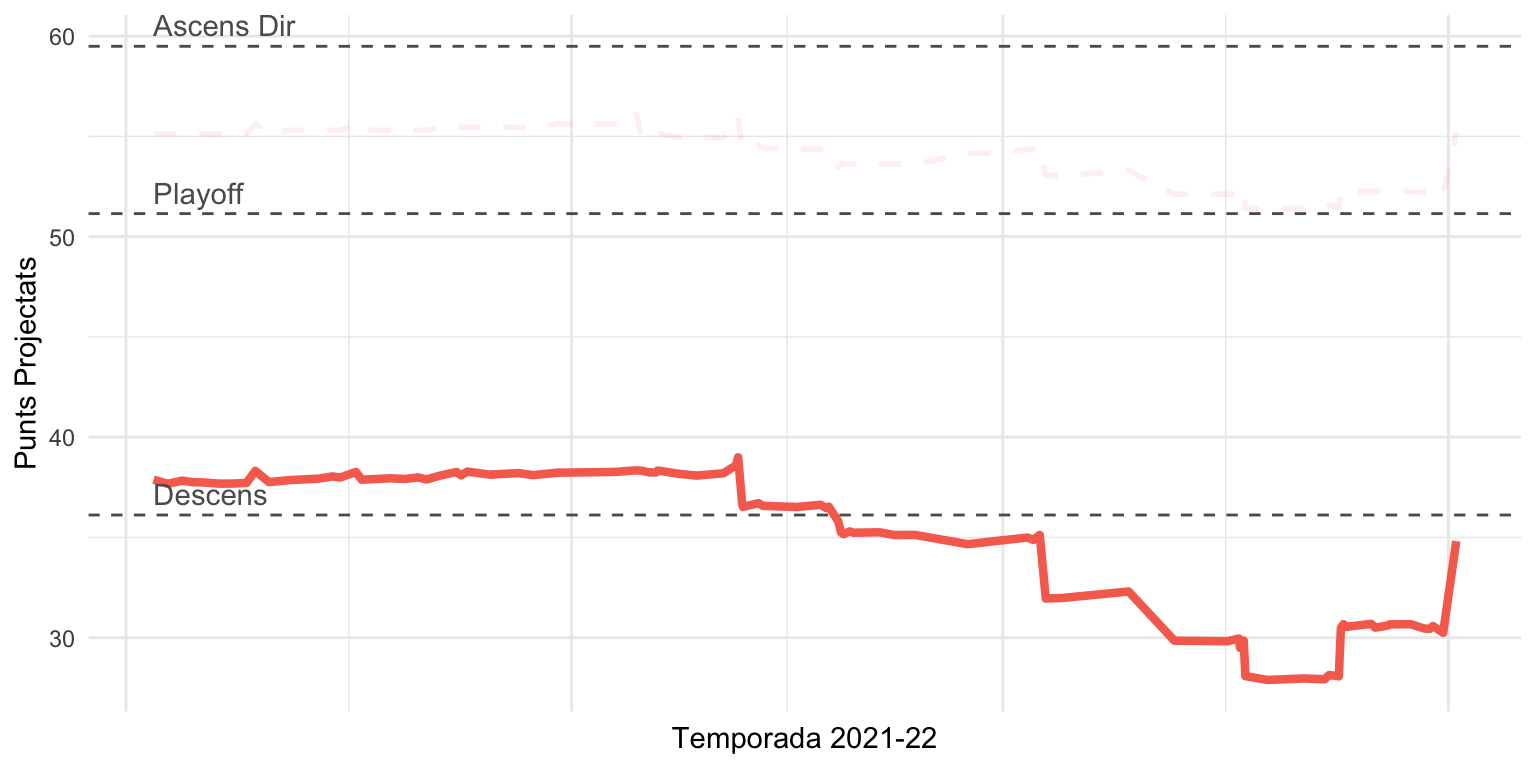 60
Ascens Dir
Playoff
50
40
Descens
30
Punts Projectats
Temporada 2021-22